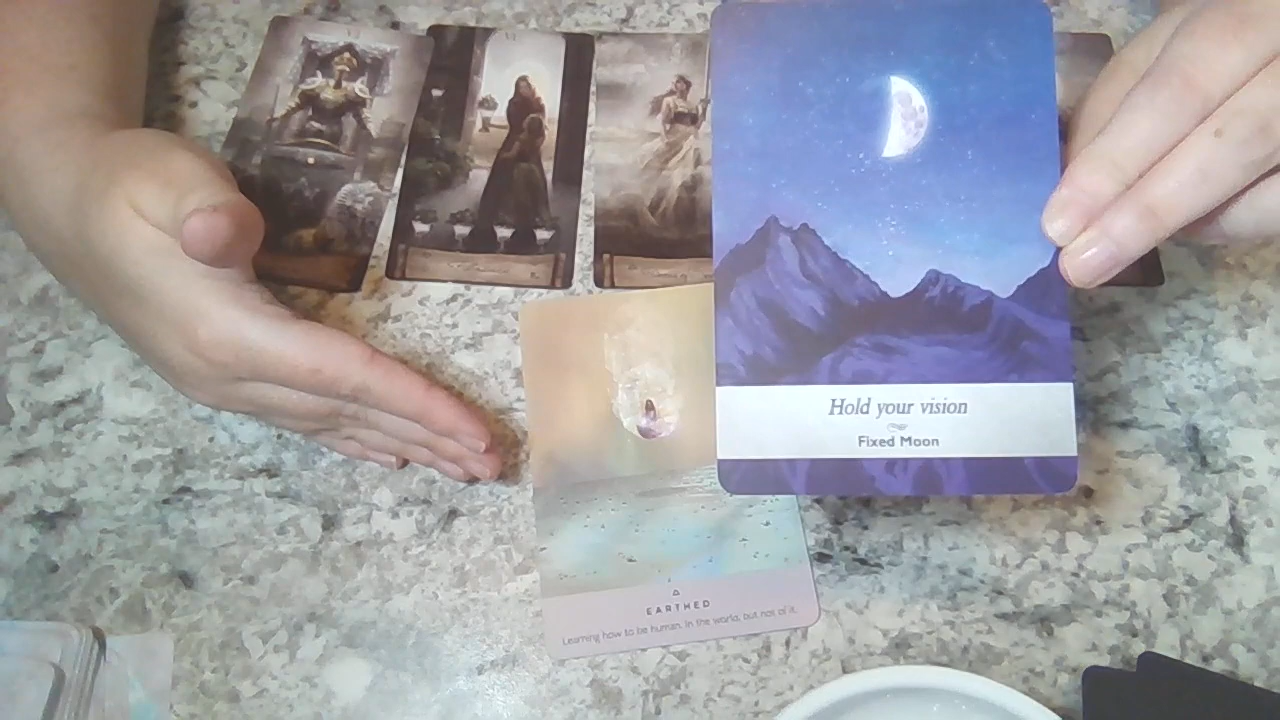 Hold your vision
Fixed Moon
EARTHED
Learning how to be human. In the world, but not of it.